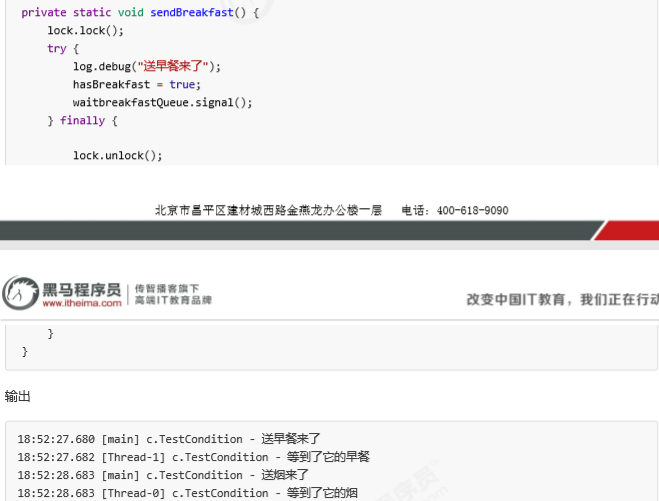 private static void sendBreakfast() {
lock.lock();
try {
log.debug("送早餐来了");
hasBreakfast = true;
waitbreakfastQueue.signal();
} finally {
lock.unlock();
北京市昌平区建材城西路金燕龙办公楼一层 电话：400-618-9090
黑马程序员 传智播客旗下
www.itheima.com 高端IT教育品牌
改变中国IT教育，我们正在行动
}
}
输出
18:52:27.680 [main] c.TestCondition - 送早餐来了
18:52:27.682 [Thread-1] c.TestCondition - 等到了它的早餐
18:52:28.683 [main] c.TestCondition - 送烟来了
18:52:28.683 [Thread-0] c.TestCondition - 等到了它的烟